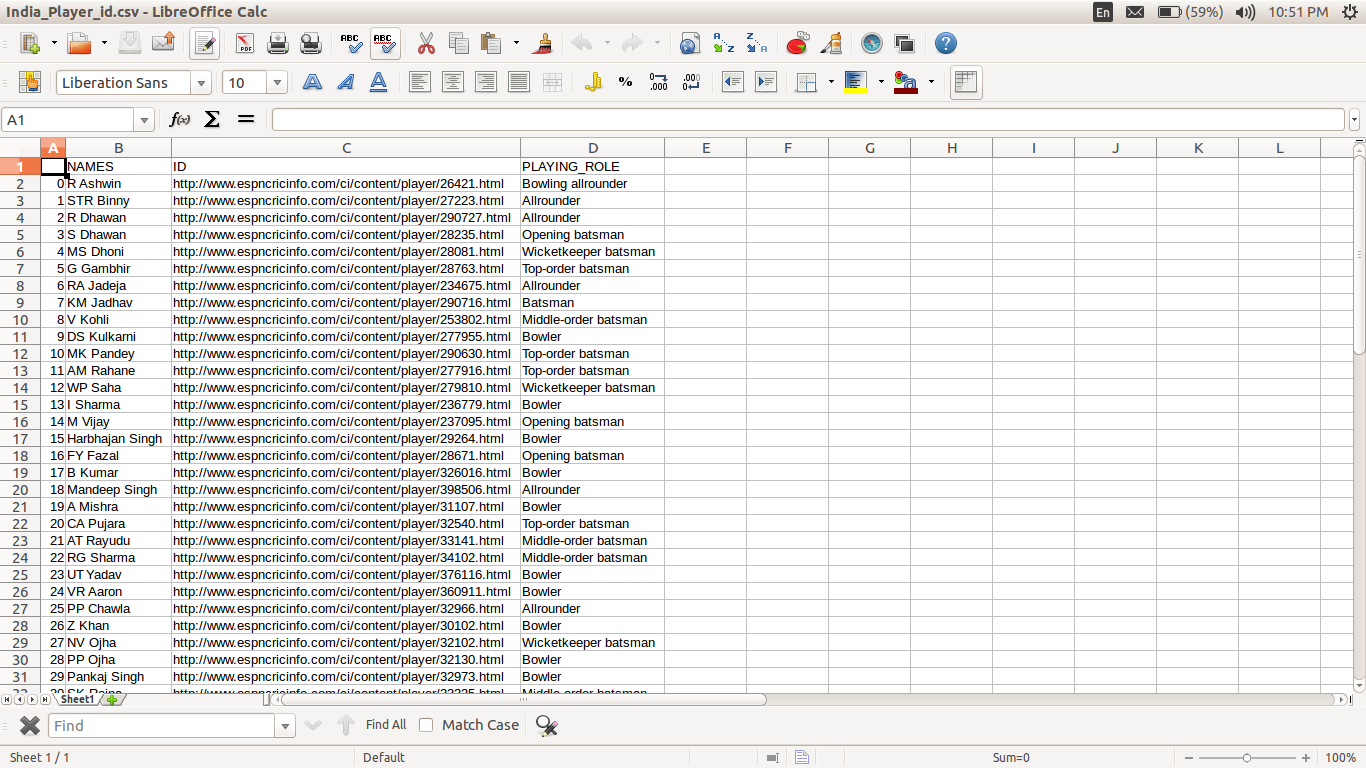 India_Player_id.csv - LibreOffice Calc
En (59%) 10:51 PM
ABC ABC
Liberation Sans 10
A1 f(x) Σ =
A B C D E F G H I J K L
1 NAMES ID PLAYING_ROLE
2 0 R Ashwin http://www.espncricinfo.com/ci/content/player/26421.html Bowling allrounder
3 1 STR Binny http://www.espncricinfo.com/ci/content/player/27223.html Allrounder
4 2 R Dhawan http://www.espncricinfo.com/ci/content/player/290727.html Allrounder
5 3 S Dhawan http://www.espncricinfo.com/ci/content/player/28235.html Opening batsman
6 4 MS Dhoni http://www.espncricinfo.com/ci/content/player/28081.html Wicketkeeper batsman
7 5 G Gambhir http://www.espncricinfo.com/ci/content/player/28763.html Top-order batsman
8 6 RA Jadeja http://www.espncricinfo.com/ci/content/player/234675.html Allrounder
9 7 KM Jadhav http://www.espncricinfo.com/ci/content/player/290716.html Batsman
10 8 V Kohli http://www.espncricinfo.com/ci/content/player/253802.html Middle-order batsman
11 9 DS Kulkarni http://www.espncricinfo.com/ci/content/player/277955.html Bowler
12 10 MK Pandey http://www.espncricinfo.com/ci/content/player/290630.html Top-order batsman
13 11 AM Rahane http://www.espncricinfo.com/ci/content/player/277916.html Top-order batsman
14 12 WP Saha http://www.espncricinfo.com/ci/content/player/279810.html Wicketkeeper batsman
15 13 I Sharma http://www.espncricinfo.com/ci/content/player/236779.html Bowler
16 14 M Vijay http://www.espncricinfo.com/ci/content/player/237095.html Opening batsman
17 15 Harbhajan Singh http://www.espncricinfo.com/ci/content/player/29264.html Bowler
18 16 FY Fazal http://www.espncricinfo.com/ci/content/player/28671.html Opening batsman
19 17 B Kumar http://www.espncricinfo.com/ci/content/player/326016.html Bowler
20 18 Mandeep Singh http://www.espncricinfo.com/ci/content/player/398506.html Allrounder
21 19 A Mishra http://www.espncricinfo.com/ci/content/player/31107.html Bowler
22 20 CA Pujara http://www.espncricinfo.com/ci/content/player/32540.html Top-order batsman
23 21 AT Rayudu http://www.espncricinfo.com/ci/content/player/33141.html Middle-order batsman
24 22 RG Sharma http://www.espncricinfo.com/ci/content/player/34102.html Middle-order batsman
25 23 UT Yadav http://www.espncricinfo.com/ci/content/player/376116.html Bowler
26 24 VR Aaron http://www.espncricinfo.com/ci/content/player/360911.html Bowler
27 25 PP Chawla http://www.espncricinfo.com/ci/content/player/32966.html Allrounder
28 26 Z Khan http://www.espncricinfo.com/ci/content/player/30102.html Bowler
29 27 NV Ojha http://www.espncricinfo.com/ci/content/player/32102.html Wicketkeeper batsman
30 28 PP Ojha http://www.espncricinfo.com/ci/content/player/32130.html Bowler
31 29 Pankaj Singh http://www.espncricinfo.com/ci/content/player/32973.html Bowler
Sheet1
Find Find All Match Case
Sheet 1 / 1 Default Sum=0 100%